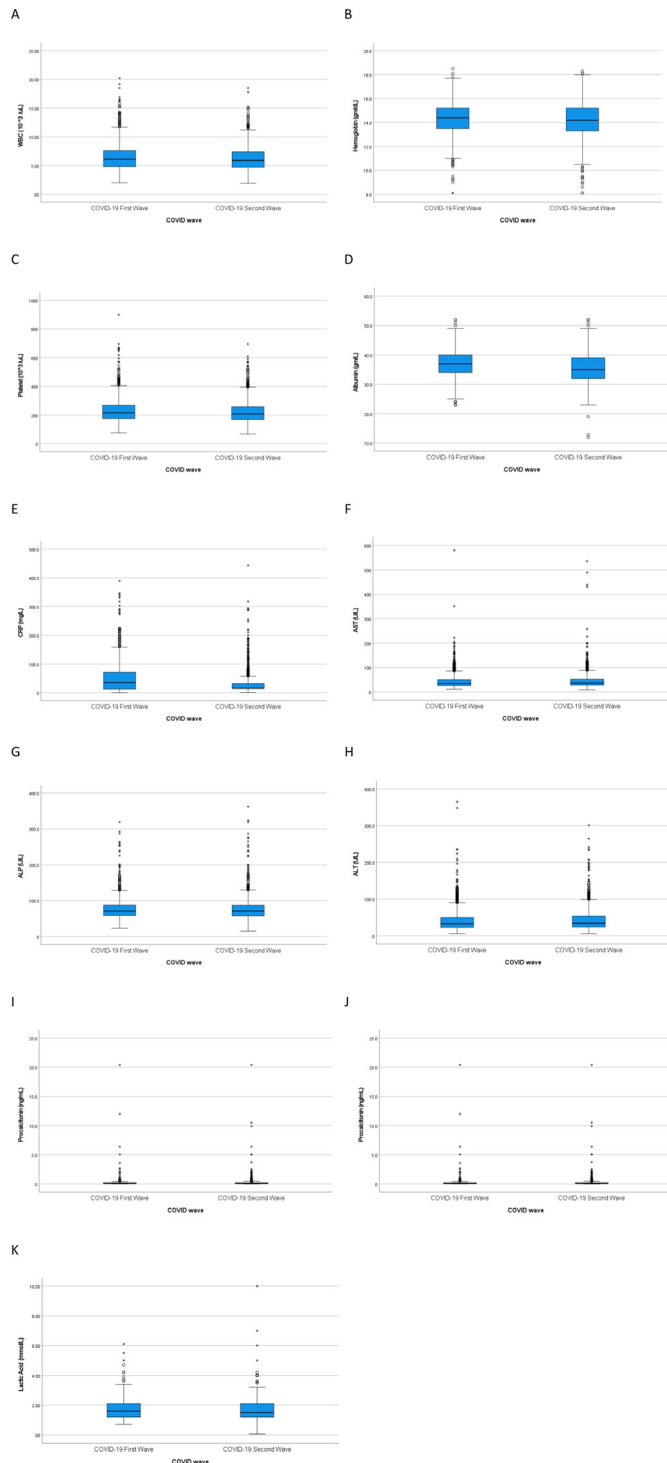 A
WBC (10^3 /uL)
25.00
20.00
15.00
10.00
5.00
.00
COVID-19 First Wave COVID-19 Second Wave
COVID wave
B
Hemoglobin (gm/dL)
20.0
18.0
16.0
14.0
12.0
10.0
8.0
COVID-19 First Wave COVID-19 Second Wave
COVID wave
C
Platelet (10^3/uL)
1000
800
600
400
200
0
COVID-19 First Wave COVID-19 Second Wave
COVID wave
D
Albumin (gm/L)
60.0
50.0
40.0
30.0
20.0
10.0
COVID-19 First Wave COVID-19 Second Wave
COVID wave
E
CRP (mg/L)
500.0
400.0
300.0
200.0
100.0
.0
COVID-19 First Wave COVID-19 Second Wave
COVID wave
F
AST (U/L)
600
500
400
300
200
100
0
COVID-19 First Wave COVID-19 Second Wave
COVID wave
G
ALP (U/L)
400.0
300.0
200.0
100.0
.0
COVID-19 First Wave COVID-19 Second Wave
COVID wave
H
ALT (U/L)
400.0
300.0
200.0
100.0
.0
COVID-19 First Wave COVID-19 Second Wave
COVID wave
I
Procalcitonin (ng/mL)
25.0
20.0
15.0
10.0
5.0
.0
COVID-19 First Wave COVID-19 Second Wave
COVID wave
J
Procalcitonin (ng/mL)
25.0
20.0
15.0
10.0
5.0
.0
COVID-19 First Wave COVID-19 Second Wave
COVID wave
K
Lactic Acid (mmol/L)
10.00
8.00
6.00
4.00
2.00
.00
COVID-19 First Wave COVID-19 Second Wave
COVID wave